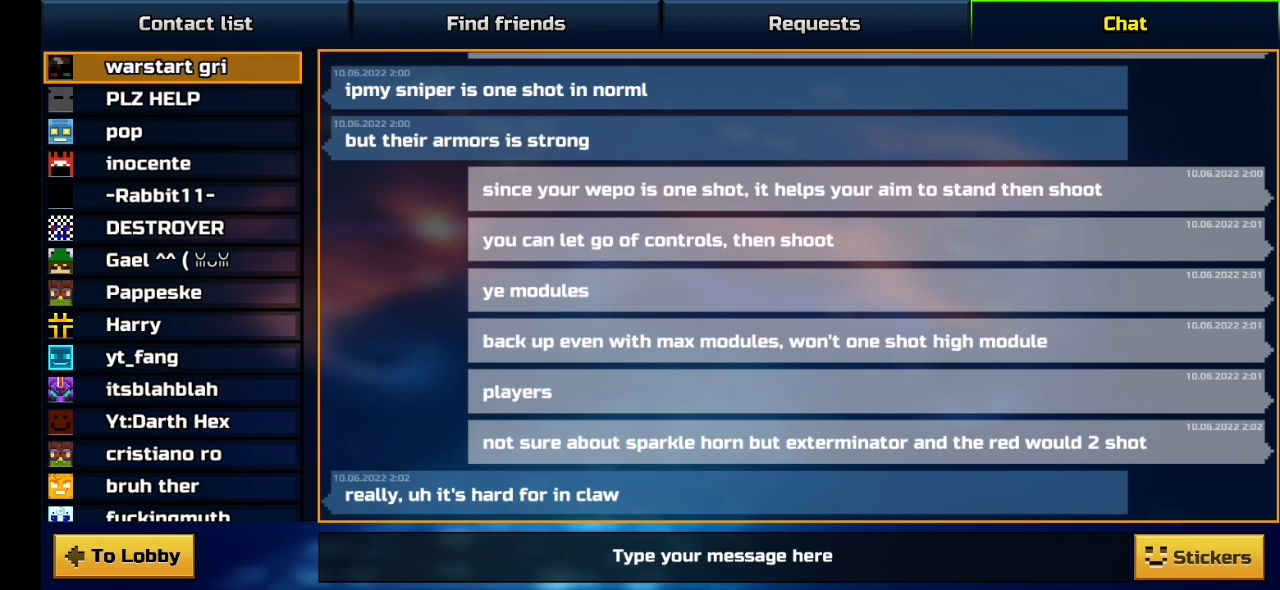 Contact list
Find friends
Requests
Chat
warstart gri
PLZ HELP
pop
inocente
-Rabbit11-
DESTROYER
Gael ^^ (
Pappeske
Harry
yt_fang
itsblahblah
Yt:Darth Hex
cristiano ro
bruh ther
fuckingmuth
10.06.2022 2:00
ipmy sniper is one shot in norml
10.06.2022 2:00
but their armors is strong
10.06.2022 2:00
since your wepo is one shot, it helps your aim to stand then shoot
10.06.2022 2:01
you can let go of controls, then shoot
10.06.2022 2:01
ye modules
10.06.2022 2:01
back up even with max modules, won't one shot high module
10.06.2022 2:01
players
10.06.2022 2:02
not sure about sparkle horn but exterminator and the red would 2 shot
10.06.2022 2:02
really, uh it's hard for in claw
To Lobby
Type your message here
Stickers